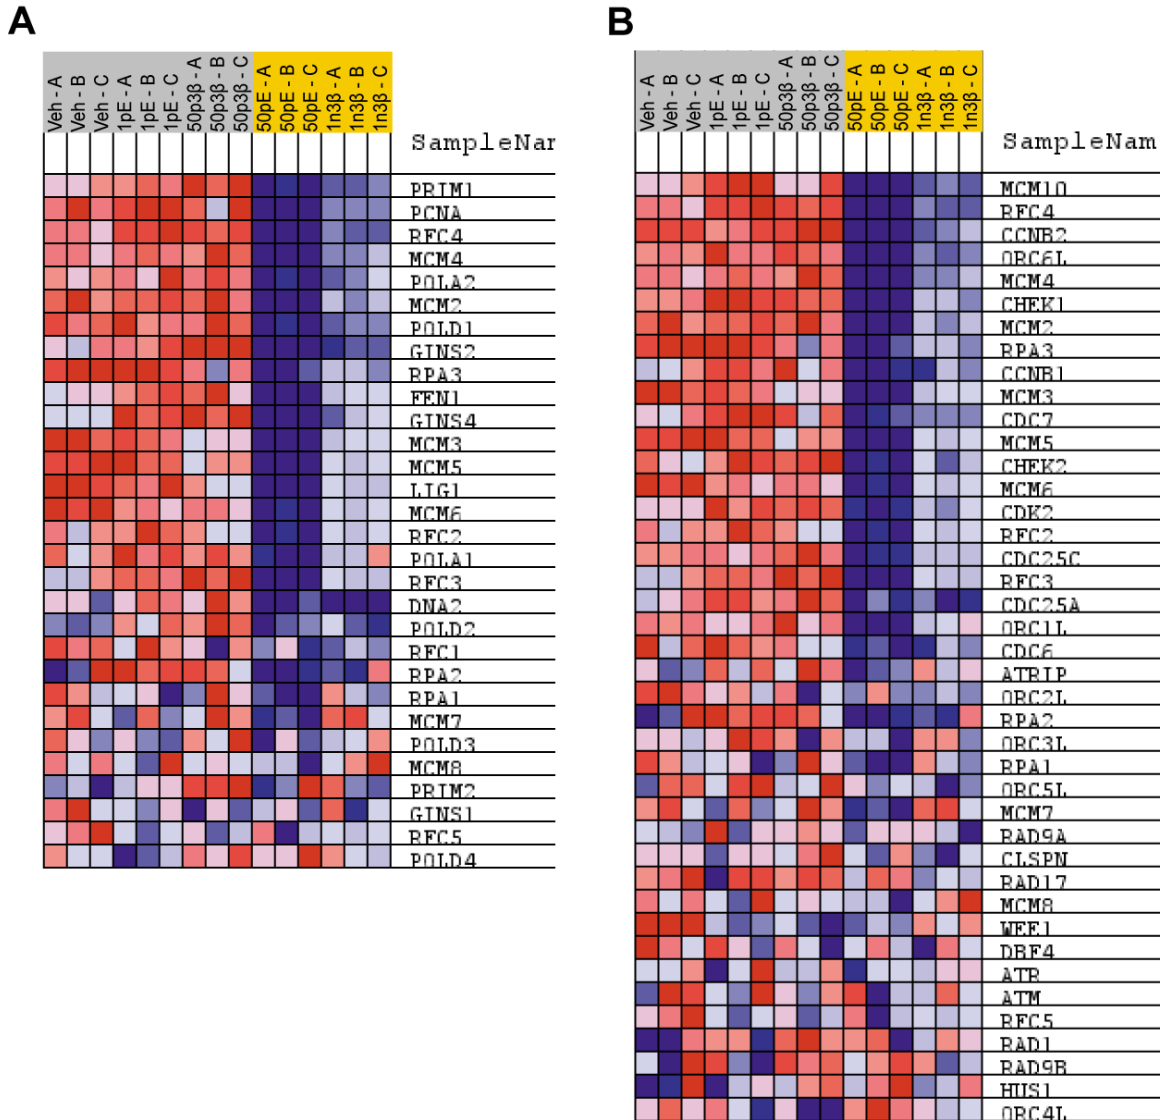 A
B
Veh - A
Veh - B
Veh - C
1pE - A
1pE - B
1pE - C
50p3β - A
50p3β - B
50p3β - C
50pE - A
50pE - B
50pE - C
1n3β - A
1n3β - B
1n3β - C
SampleNar
PRIM1
PCNA
RFC4
MCM4
POLA2
MCM2
POLD1
GINS2
RPA3
FEN1
GINS4
MCM3
MCM5
LIG1
MCM6
RFC2
POLA1
RFC3
DNA2
POLD2
RFC1
RPA2
RPA1
MCM7
POLD3
MCM8
PRIM2
GINS1
RFC5
POLD4
Veh - A
Veh - B
Veh - C
1pE - A
1pE - B
1pE - C
50p3β - A
50p3β - B
50p3β - C
50pE - A
50pE - B
50pE - C
1n3β - A
1n3β - B
1n3β - C
SampleNam
MCM10
RFC4
CCNB2
ORC6L
MCM4
CHEK1
MCM2
RPA3
CCNB1
MCM3
CDC7
MCM5
CHEK2
MCM6
CDK2
RFC2
CDC25C
RFC3
CDC25A
ORC1L
CDC6
ATRIP
ORC2L
RPA2
ORC3L
RPA1
ORC5L
MCM7
RAD9A
CLSPN
RAD17
MCM8
WEE1
DBF4
ATR
ATM
RFC5
RAD1
RAD9B
HUS1
ORC4L